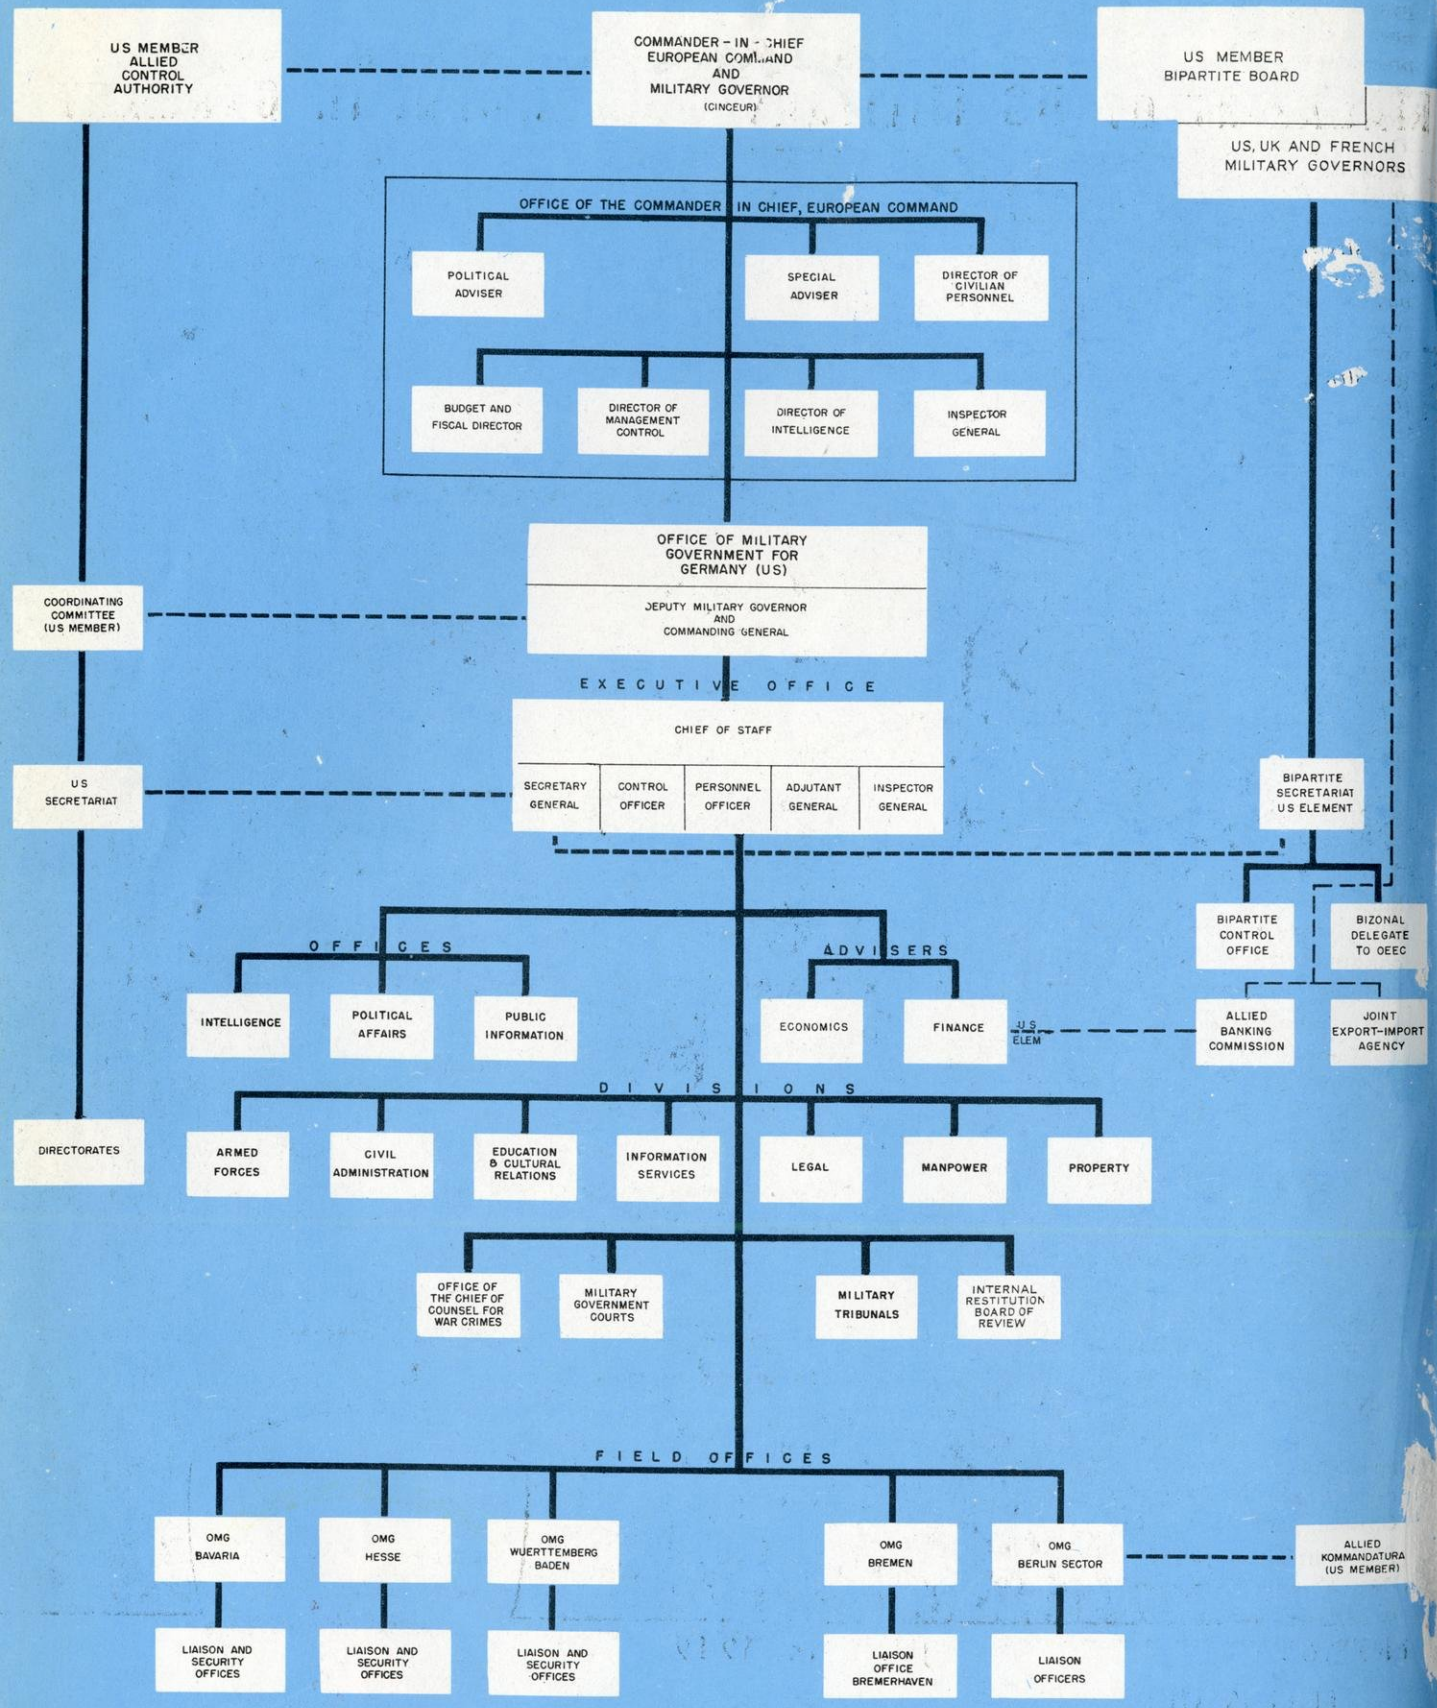 US MEMBER
ALLIED
CONTROL
AUTHORITY
COMMANDER - IN - CHIEF
EUROPEAN COMMAND
AND
MILITARY GOVERNOR
(CINCEUR)
US MEMBER
BIPARTITE BOARD
US, UK AND FRENCH
MILITARY GOVERNORS
OFFICE OF THE COMMANDER IN CHIEF, EUROPEAN COMMAND
POLITICAL
ADVISER
SPECIAL
ADVISER
DIRECTOR OF
CIVILIAN
PERSONNEL
BUDGET AND
FISCAL DIRECTOR
DIRECTOR OF
MANAGEMENT
CONTROL
DIRECTOR OF
INTELLIGENCE
INSPECTOR
GENERAL
OFFICE OF MILITARY
GOVERNMENT FOR
GERMANY (US)
DEPUTY MILITARY GOVERNOR
AND
COMMANDING GENERAL
COORDINATING
COMMITTEE
(US MEMBER)
EXECUTIVE OFFICE
CHIEF OF STAFF
SECRETARY
GENERAL
CONTROL
OFFICER
PERSONNEL
OFFICER
ADJUTANT
GENERAL
INSPECTOR
GENERAL
US
SECRETARIAT
BIPARTITE
SECRETARIAT
US ELEMENT
BIPARTITE
CONTROL
OFFICE
BIZONAL
DELEGATE
TO OEEC
OFFICES
INTELLIGENCE
POLITICAL
AFFAIRS
PUBLIC
INFORMATION
ADVISERS
ECONOMICS
FINANCE
US
ELEM
ALLIED
BANKING
COMMISSION
JOINT
EXPORT-IMPORT
AGENCY
DIVISIONS
DIRECTORATES
ARMED
FORCES
CIVIL
ADMINISTRATION
EDUCATION
& CULTURAL
RELATIONS
INFORMATION
SERVICES
LEGAL
MANPOWER
PROPERTY
OFFICE OF
THE CHIEF OF
COUNSEL FOR
WAR CRIMES
MILITARY
GOVERNMENT
COURTS
MILITARY
TRIBUNALS
INTERNAL
RESTITUTION
BOARD OF
REVIEW
FIELD OFFICES
OMG
BAVARIA
OMG
HESSE
OMG
WUERTTEMBERG
BADEN
OMG
BREMEN
OMG
BERLIN SECTOR
ALLIED
KOMMANDATURA
(US MEMBER)
LIAISON AND
SECURITY
OFFICES
LIAISON AND
SECURITY
OFFICES
LIAISON AND
SECURITY
OFFICES
LIAISON
OFFICE
BREMERHAVEN
LIAISON
OFFICERS